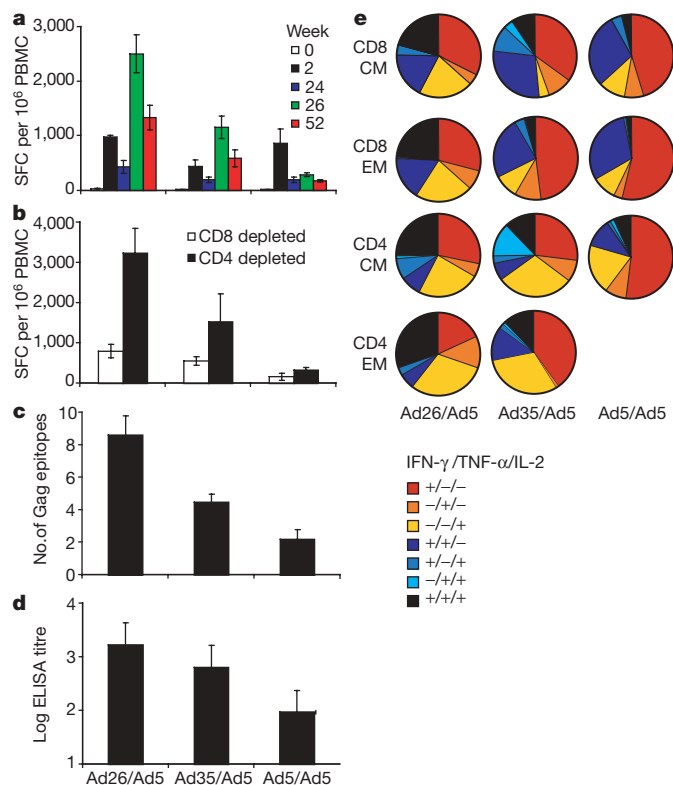 a
SFC per 10⁶ PBMC
3,000
2,000
1,000
0
Week
0
2
24
26
52
b
SFC per 10⁶ PBMC
4,000
3,000
2,000
1,000
0
CD8 depleted
CD4 depleted
c
No.of Gag epitopes
10
8
6
4
2
0
d
Log ELISA titre
4
3
2
1
Ad26/Ad5 Ad35/Ad5 Ad5/Ad5
e
CD8
CM
CD8
EM
CD4
CM
CD4
EM
Ad26/Ad5 Ad35/Ad5 Ad5/Ad5
IFN-γ/TNF-α/IL-2
+/−/−
−/+/−
−/−/+
+/+/−
+/−/+
−/+/+
+/+/+